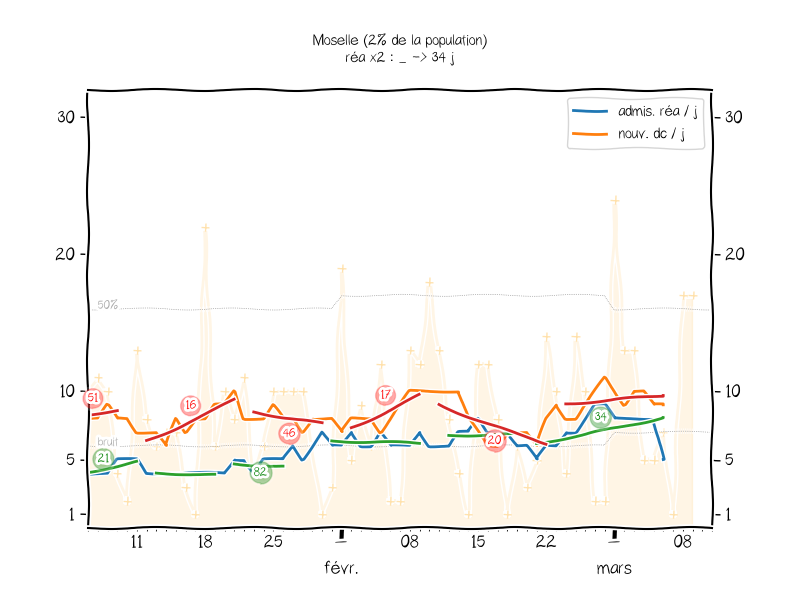 Moselle (2% de la population)
réa x2 : _ -> 34 j
admis. réa / j
nouv. dc / j
30
30
20
20
50%
10
10
51
16
17
34
46
20
bruit
21
82
5
5
1
1
11 18 25 _ 08 15 22 _ 08
févr. mars